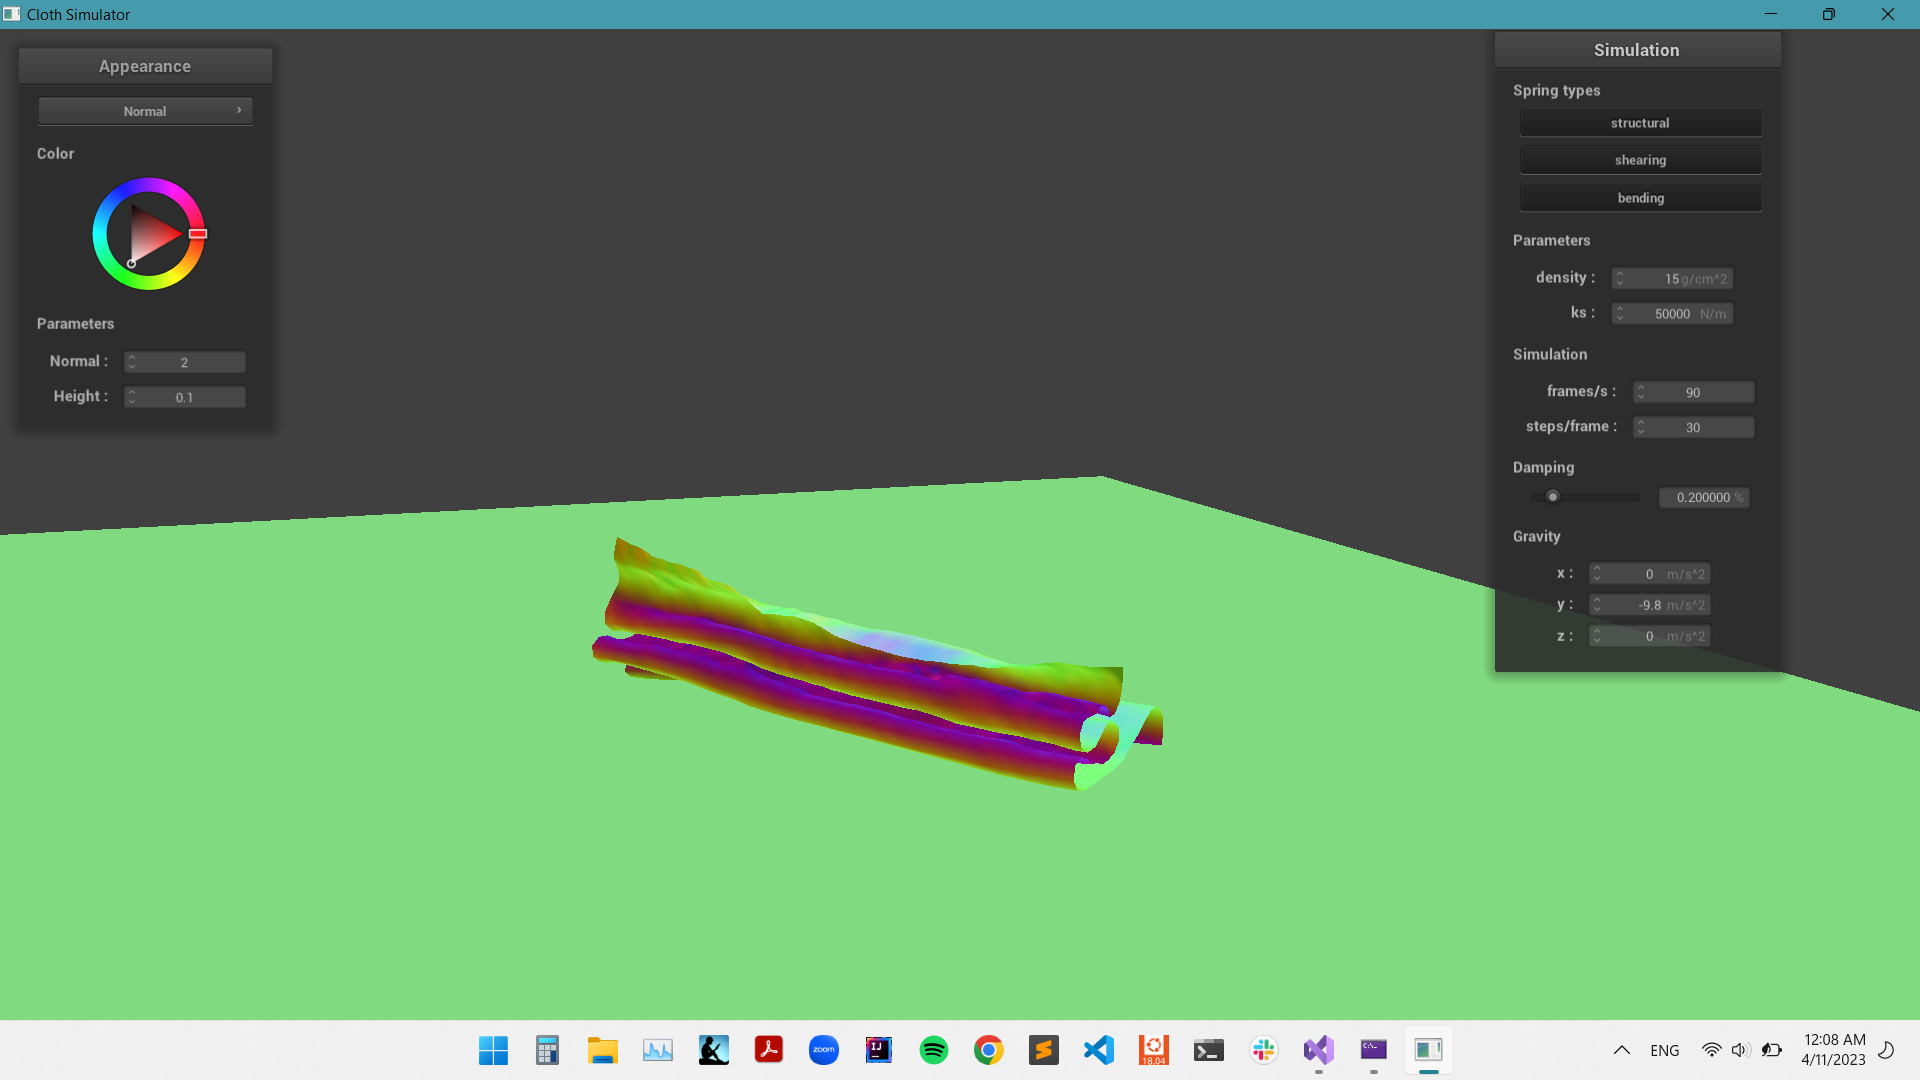 Cloth Simulator
Appearance
Normal
Color
Parameters
Normal : 2
Height : 0.1
Simulation
Spring types
structural
shearing
bending
Parameters
density : 15 g/cm^2
ks : 50000 N/m
Simulation
frames/s : 90
steps/frame : 30
Damping
0.200000 %
Gravity
x : 0 m/s^2
y : -9.8 m/s^2
z : 0 m/s^2
zoom
IJ
18.04
C:\.
ENG
12:08 AM
4/11/2023